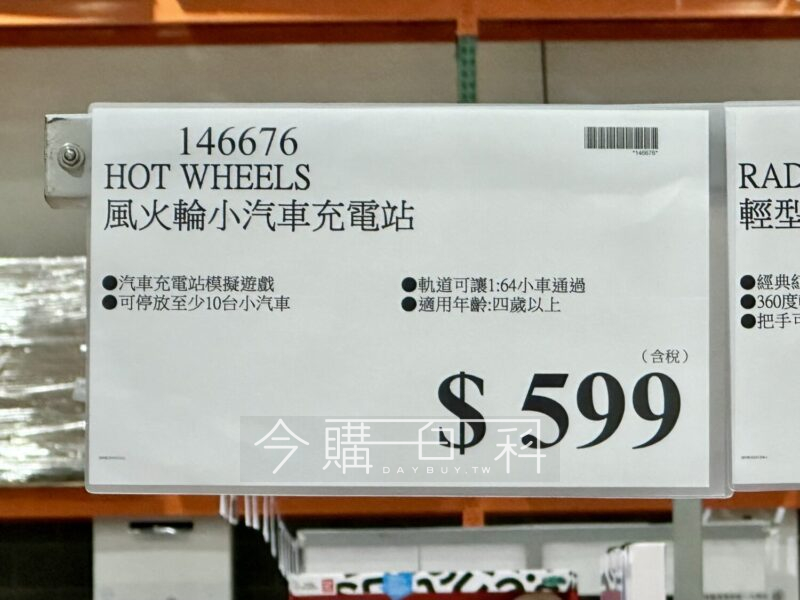 146676
*146676*
HOT WHEELS
風火輪小汽車充電站
●汽車充電站模擬遊戲
●可停放至少10台小汽車
●軌道可讓1:64小車通過
●適用年齡:四歲以上
(含稅)
$ 599
今購百科
DAYBUY.TW
RAD
輕型
●經典紅
●360度
●把手可